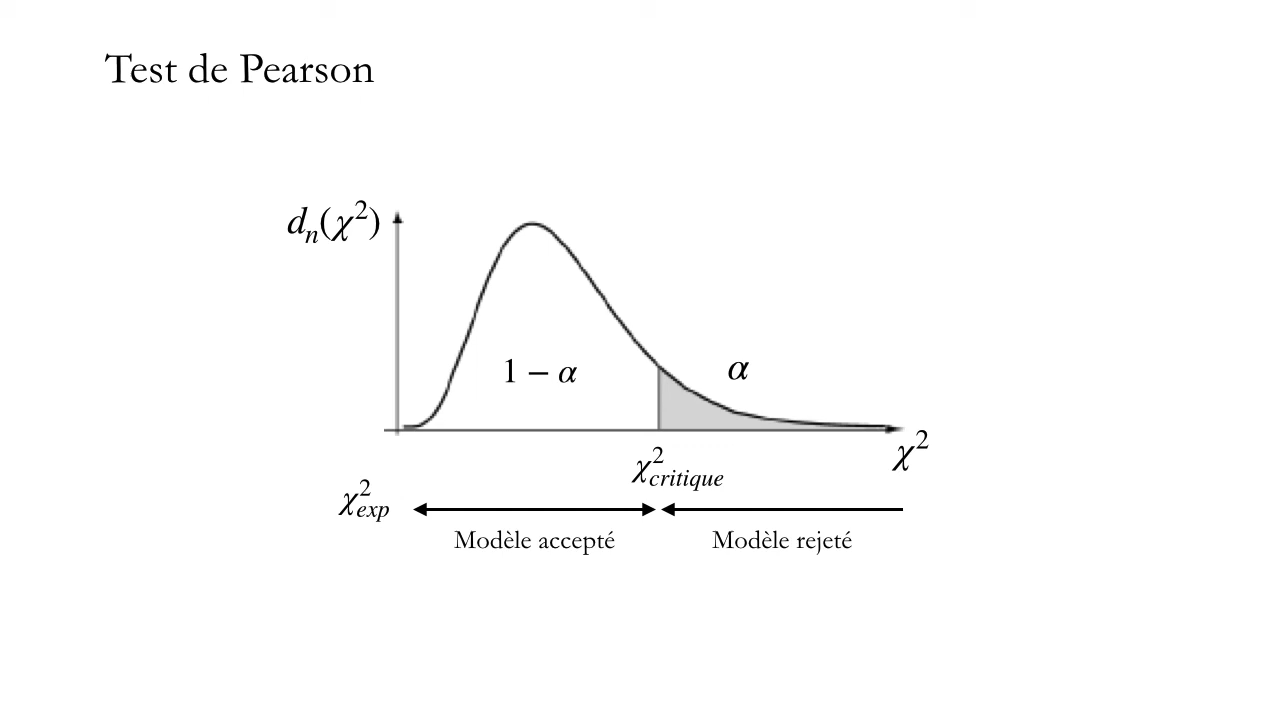 Test de Pearson
dₙ(χ²)
1 − α
α
χ²
χ²critique
χ²exp
Modèle accepté
Modèle rejeté